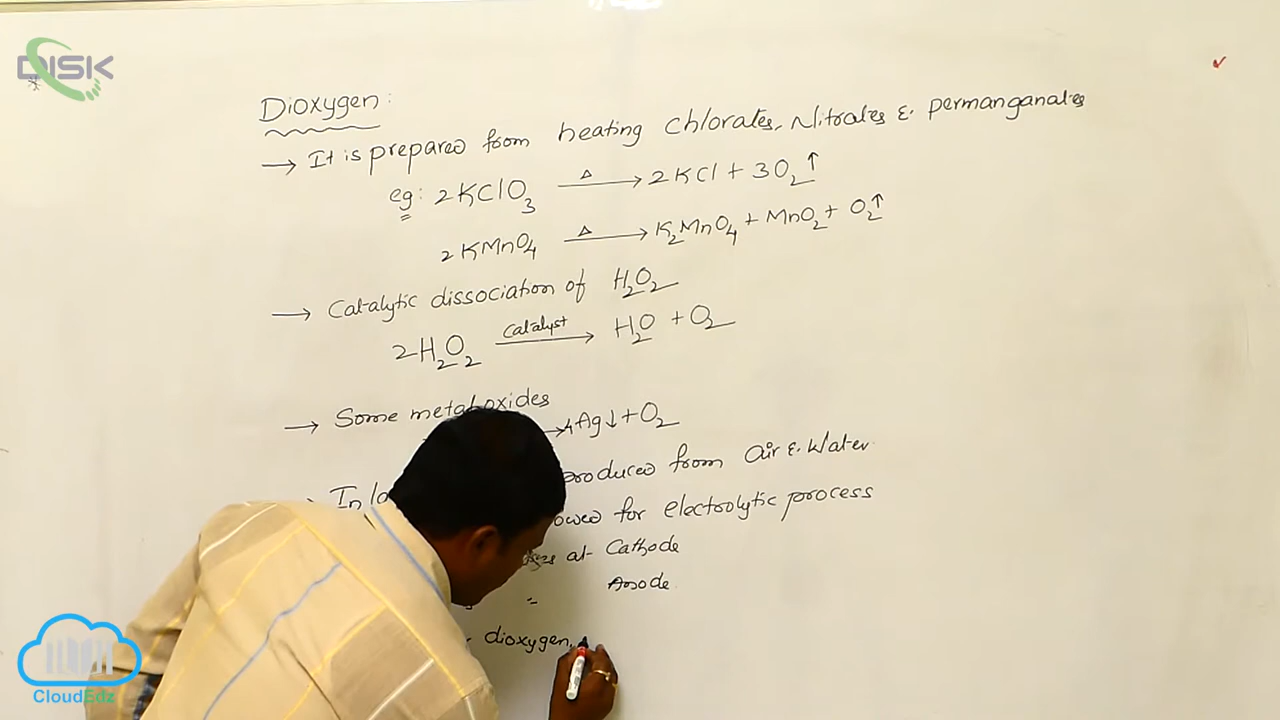 DISK
Dioxygen:
→ It is prepared from heating chlorates, Nitrates & permanganates
eg: 2KClO₃ —Δ→ 2KCl + 3O₂↑
2KMnO₄ —Δ→ K₂MnO₄ + MnO₂ + O₂↑
→ Catalytic dissociation of H₂O₂
2H₂O₂ —Catalyst→ H₂O + O₂
→ Some metal oxides
→ 4Ag↓ + O₂
In produced from air & Water
for electrolytic process
at Cathode
= Anode
dioxygen,
CloudEdz